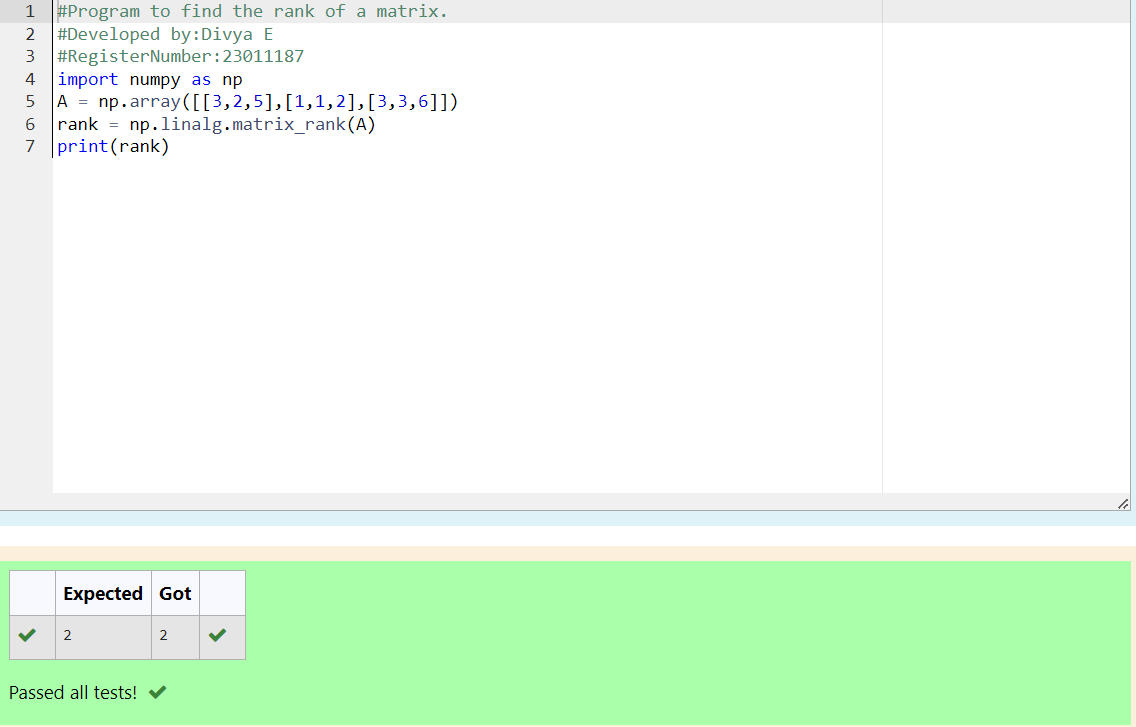 1 #Program to find the rank of a matrix.
2 #Developed by:Divya E
3 #RegisterNumber:23011187
4 import numpy as np
5 A = np.array([[3,2,5],[1,1,2],[3,3,6]])
6 rank = np.linalg.matrix_rank(A)
7 print(rank)
Expected Got
2 2
Passed all tests!